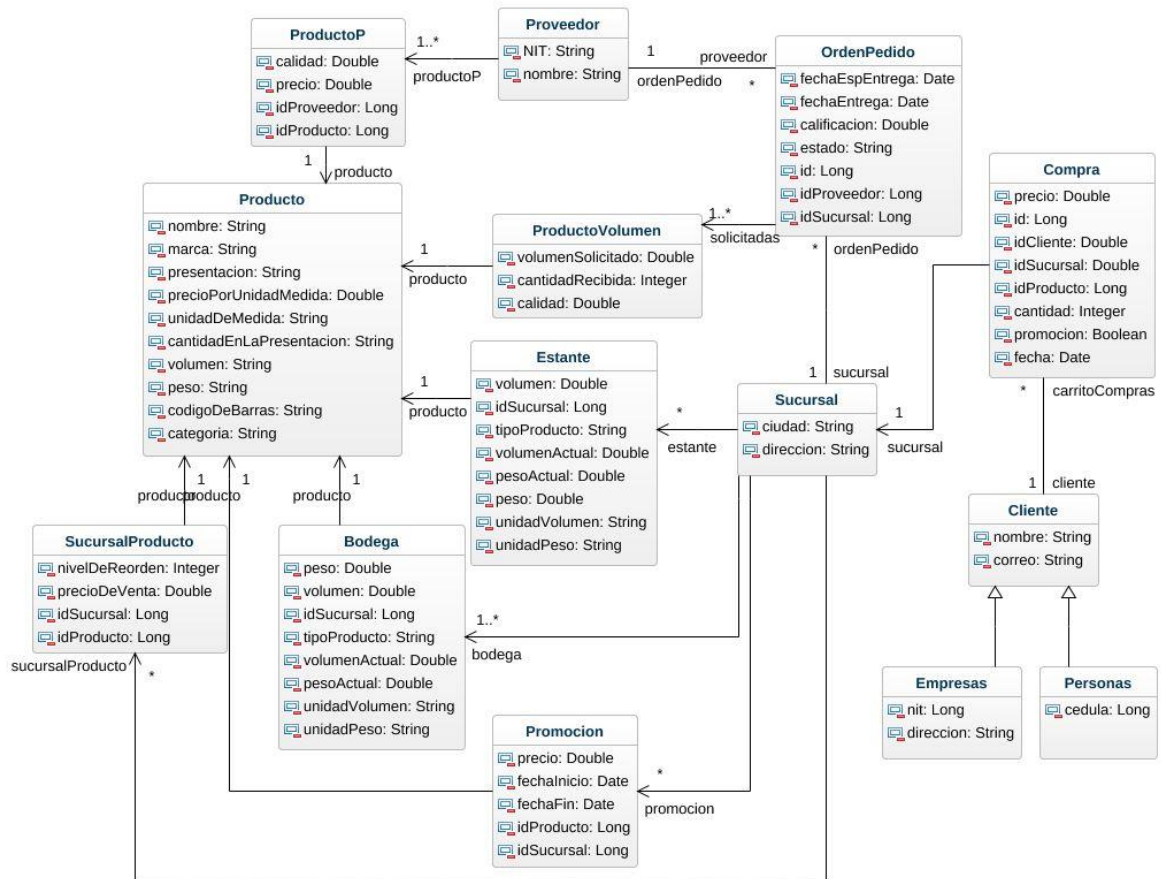 ProductoP
calidad: Double
precio: Double
idProveedor: Long
idProducto: Long
1..*
productoP
Proveedor
NIT: String
nombre: String
1
proveedor
ordenPedido
*
OrdenPedido
fechaEspEntrega: Date
fechaEntrega: Date
calificacion: Double
estado: String
id: Long
idProveedor: Long
idSucursal: Long
1
producto
Producto
nombre: String
marca: String
presentacion: String
precioPorUnidadMedida: Double
unidadDeMedida: String
cantidadEnLaPresentacion: String
volumen: String
peso: String
codigoDeBarras: String
categoria: String
1
producto
ProductoVolumen
volumenSolicitado: Double
cantidadRecibida: Integer
calidad: Double
1..*
solicitadas
*
ordenPedido
Compra
precio: Double
id: Long
idCliente: Double
idSucursal: Double
idProducto: Long
cantidad: Integer
promocion: Boolean
fecha: Date
1
producto
Estante
volumen: Double
idSucursal: Long
tipoProducto: String
volumenActual: Double
pesoActual: Double
peso: Double
unidadVolumen: String
unidadPeso: String
*
estante
1
sucursal
Sucursal
ciudad: String
direccion: String
1
sucursal
*
carritoCompras
1
cliente
Cliente
nombre: String
correo: String
1
producto
1
producto
1
producto
SucursalProducto
nivelDeReorden: Integer
precioDeVenta: Double
idSucursal: Long
idProducto: Long
sucursalProducto
*
Bodega
peso: Double
volumen: Double
idSucursal: Long
tipoProducto: String
volumenActual: Double
pesoActual: Double
unidadVolumen: String
unidadPeso: String
1..*
bodega
Empresas
nit: Long
direccion: String
Personas
cedula: Long
Promocion
precio: Double
fechaInicio: Date
fechaFin: Date
idProducto: Long
idSucursal: Long
*
promocion